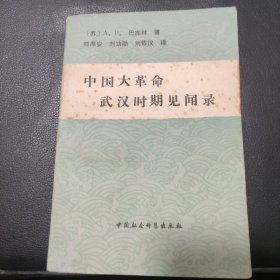 〔苏〕A. B. 巴库林 著
郑厚安 刘功勋 刘佐汉 译
中国大革命
武汉时期见闻录
中国社会科学出版社